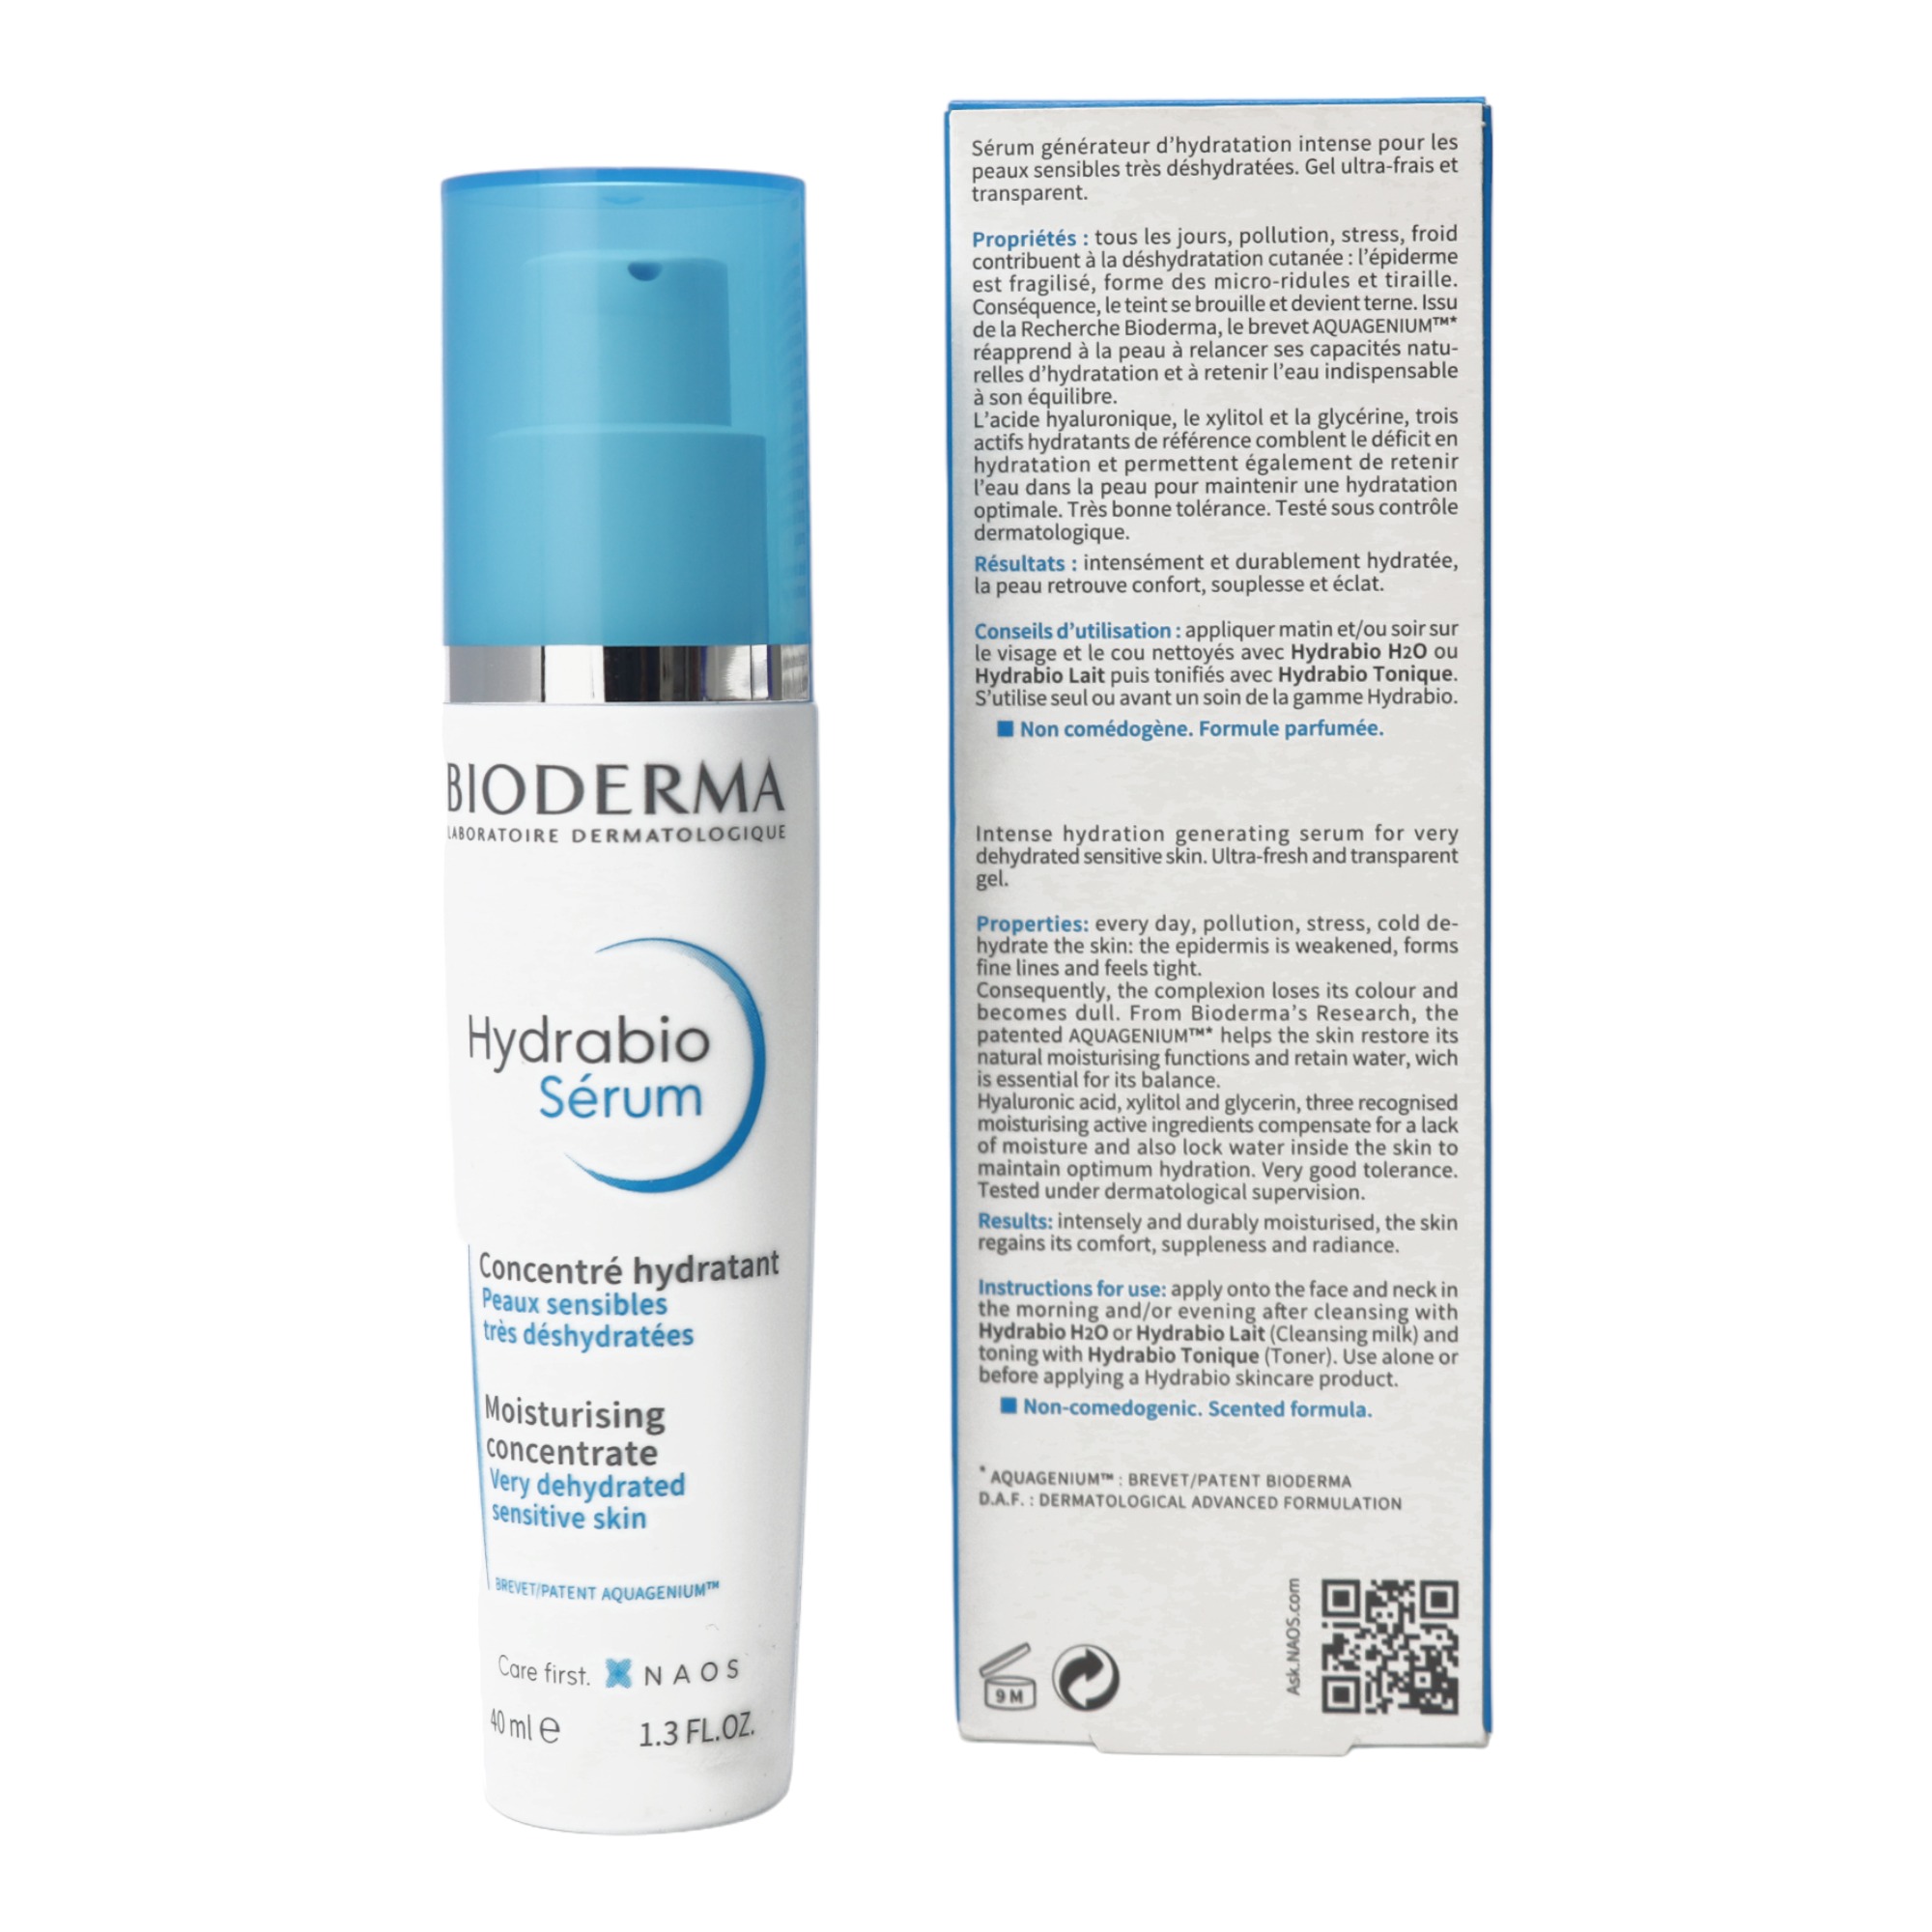 BIODERMA
LABORATOIRE DERMATOLOGIQUE
Hydrabio
Sérum
Concentré hydratant
Peaux sensibles
très déshydratées
Moisturising
concentrate
Very dehydrated
sensitive skin
BREVET/PATENT AQUAGENIUM™
Care first. NAOS
40 ml ℮ 1.3 FL.OZ.
Sérum générateur d'hydratation intense pour les
peaux sensibles très déshydratées. Gel ultra-frais et
transparent.
Propriétés : tous les jours, pollution, stress, froid
contribuent à la déshydratation cutanée : l'épiderme
est fragilisé, forme des micro-ridules et tiraille.
Conséquence, le teint se brouille et devient terne. Issu
de la Recherche Bioderma, le brevet AQUAGENIUM™*
réapprend à la peau à relancer ses capacités natu-
relles d'hydratation et à retenir l'eau indispensable
à son équilibre.
L'acide hyaluronique, le xylitol et la glycérine, trois
actifs hydratants de référence comblent le déficit en
hydratation et permettent également de retenir
l'eau dans la peau pour maintenir une hydratation
optimale. Très bonne tolérance. Testé sous contrôle
dermatologique.
Résultats : intensément et durablement hydratée,
la peau retrouve confort, souplesse et éclat.
Conseils d'utilisation : appliquer matin et/ou soir sur
le visage et le cou nettoyés avec Hydrabio H2O ou
Hydrabio Lait puis tonifiés avec Hydrabio Tonique.
S'utilise seul ou avant un soin de la gamme Hydrabio.
■ Non comédogène. Formule parfumée.
Intense hydration generating serum for very
dehydrated sensitive skin. Ultra-fresh and transparent
gel.
Properties: every day, pollution, stress, cold de-
hydrate the skin: the epidermis is weakened, forms
fine lines and feels tight.
Consequently, the complexion loses its colour and
becomes dull. From Bioderma's Research, the
patented AQUAGENIUM™* helps the skin restore its
natural moisturising functions and retain water, wich
is essential for its balance.
Hyaluronic acid, xylitol and glycerin, three recognised
moisturising active ingredients compensate for a lack
of moisture and also lock water inside the skin to
maintain optimum hydration. Very good tolerance.
Tested under dermatological supervision.
Results: intensely and durably moisturised, the skin
regains its comfort, suppleness and radiance.
Instructions for use: apply onto the face and neck in
the morning and/or evening after cleansing with
Hydrabio H2O or Hydrabio Lait (Cleansing milk) and
toning with Hydrabio Tonique (Toner). Use alone or
before applying a Hydrabio skincare product.
■ Non-comedogenic. Scented formula.
* AQUAGENIUM™ : BREVET/PATENT BIODERMA
D.A.F. : DERMATOLOGICAL ADVANCED FORMULATION
9 M
Ask.NAOS.com